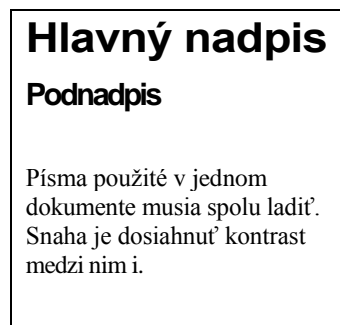 Hlavný nadpis
Podnadpis
Písma použité v jednom
dokumente musia spolu ladiť.
Snaha je dosiahnuť kontrast
medzi nim i.